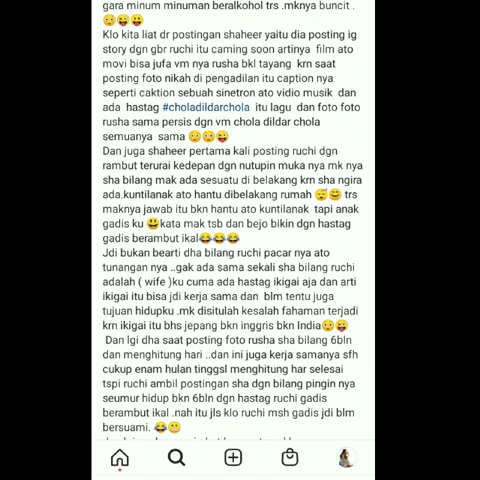 gara minum minuman beralkohol trs .mknya buncit .
😳😜😛
Klo kita liat dr postingan shaheer yaitu dia posting ig
story dgn gbr ruchi itu caming soon artinya  film ato
movi bisa jufa vm nya rusha bkl tayang  krn saat
posting foto nikah di pengadilan itu caption nya
seperti caktion sebuah sinetron ato vidio musik  dan
ada  hastag #choladildarchola  itu lagu  dan foto foto
rusha sama persis dgn vm chola dildar chola
semuanya  sama 😳😳😜
Dan juga shaheer pertama kali posting ruchi dgn
rambut terurai kedepan dgn nutupin muka nya mk nya
sha bilang mak ada sesuatu di belakang krn sha ngira
ada.kuntilanak ato hantu dibelakang rumah 😴😊 trs
maknya jawab itu bkn hantu ato kuntilanak  tapi anak
gadis ku 😃kata mak tsb dan bejo bikin dgn hastag
gadis berambut ikal😂😂😂
Jdi bukan bearti dha bilang ruchi pacar nya ato
tunangan nya ..gak ada sama sekali sha bilang ruchi
adalah ( wife )ku cuma ada hastag ikigai aja dan arti
ikigai itu bisa jdi kerja sama dan  blm tentu juga
tujuan hidupku .mk disitulah kesalah fahaman terjadi
krn ikigai itu bhs jepang bkn inggris bkn India😳😜
Dan lgi dha saat posting foto rusha sha bilang 6bln
dan menghitung hari ..dan ini juga kerja samanya sfh
cukup enam hulan tinggsl menghitung har selesai
tspi ruchi ambil postingan sha dgn bilang pingin nya
seumur hidup bkn 6bln dgn hastag ruchi gadis
berambut ikal .nah itu jls klo ruchi msh gadis jdi blm
bersuami. 😂🙂